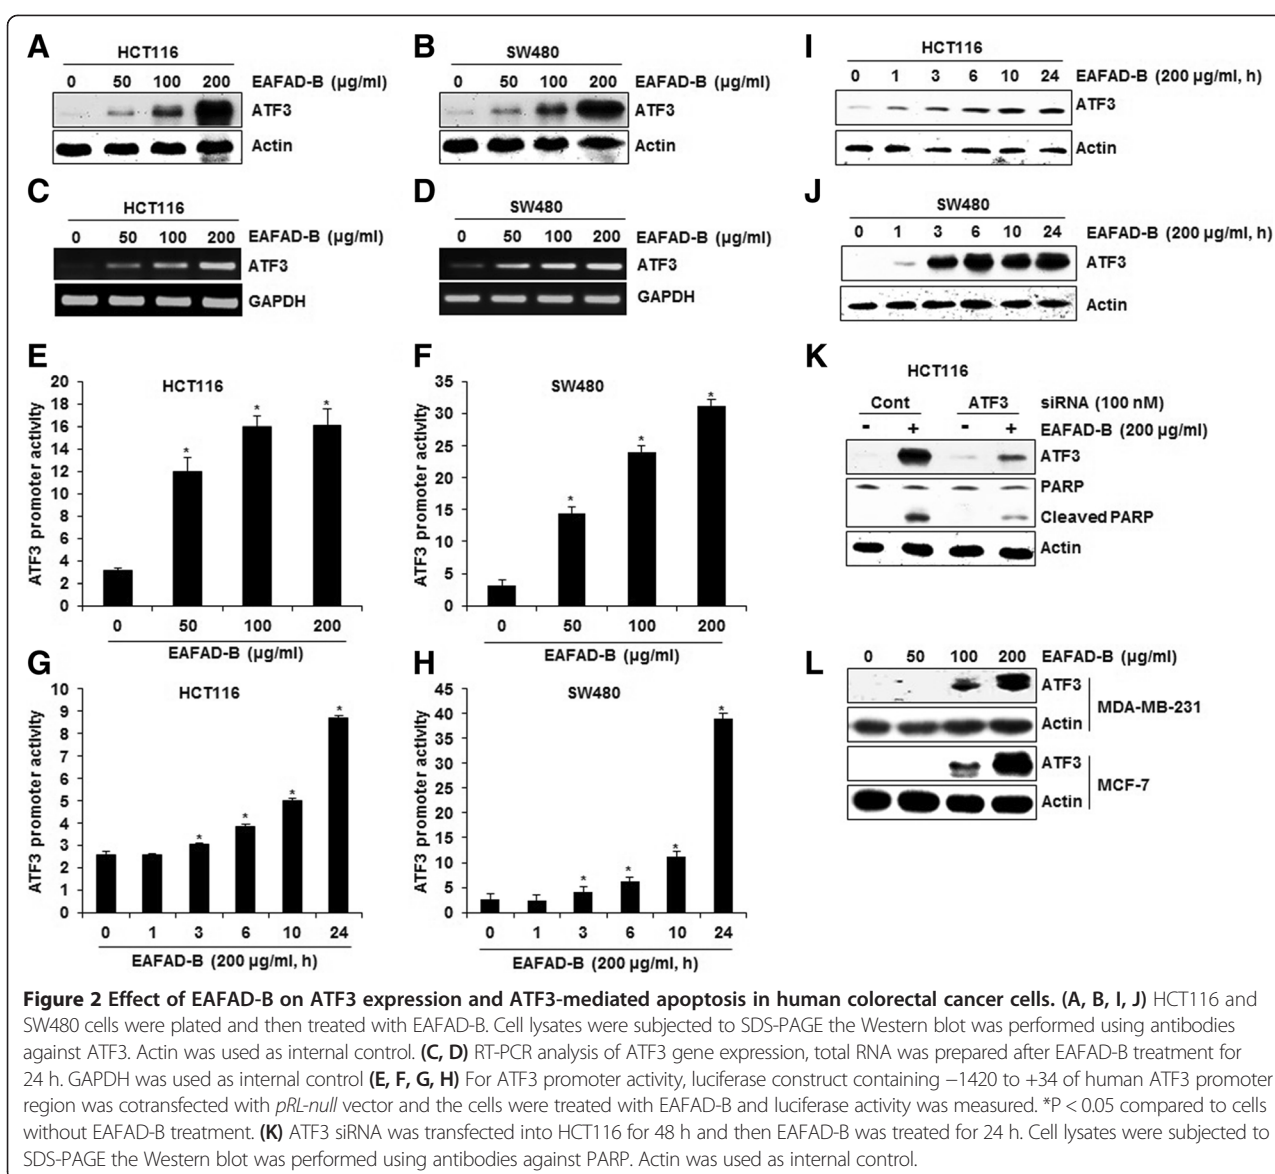 A
HCT116
0 50 100 200 EAFAD-B (µg/ml)
ATF3
Actin
B
SW480
0 50 100 200 EAFAD-B (µg/ml)
ATF3
Actin
I
HCT116
0 1 3 6 10 24 EAFAD-B (200 µg/ml, h)
ATF3
Actin
C
HCT116
0 50 100 200 EAFAD-B (µg/ml)
ATF3
GAPDH
D
SW480
0 50 100 200 EAFAD-B (µg/ml)
ATF3
GAPDH
J
SW480
0 1 3 6 10 24 EAFAD-B (200 µg/ml, h)
ATF3
Actin
E
HCT116
ATF3 promoter activity
20
18
16
14
12
10
8
6
4
2
0
* * *
0 50 100 200
EAFAD-B (µg/ml)
F
SW480
ATF3 promoter activity
35
30
25
20
15
10
5
0
* * *
0 50 100 200
EAFAD-B (µg/ml)
K
HCT116
Cont ATF3 siRNA (100 nM)
- + - + EAFAD-B (200 µg/ml)
ATF3
PARP
Cleaved PARP
Actin
G
HCT116
ATF3 promoter activity
10
9
8
7
6
5
4
3
2
1
0
* * * *
0 1 3 6 10 24
EAFAD-B (200 µg/ml, h)
H
SW480
ATF3 promoter activity
45
40
35
30
25
20
15
10
5
0
* * * *
0 1 3 6 10 24
EAFAD-B (200 µg/ml, h)
L
0 50 100 200 EAFAD-B (µg/ml)
ATF3
Actin
MDA-MB-231
ATF3
Actin
MCF-7
Figure 2 Effect of EAFAD-B on ATF3 expression and ATF3-mediated apoptosis in human colorectal cancer cells. (A, B, I, J) HCT116 and
SW480 cells were plated and then treated with EAFAD-B. Cell lysates were subjected to SDS-PAGE the Western blot was performed using antibodies
against ATF3. Actin was used as internal control. (C, D) RT-PCR analysis of ATF3 gene expression, total RNA was prepared after EAFAD-B treatment for
24 h. GAPDH was used as internal control (E, F, G, H) For ATF3 promoter activity, luciferase construct containing −1420 to +34 of human ATF3 promoter
region was cotransfected with pRL-null vector and the cells were treated with EAFAD-B and luciferase activity was measured. *P < 0.05 compared to cells
without EAFAD-B treatment. (K) ATF3 siRNA was transfected into HCT116 for 48 h and then EAFAD-B was treated for 24 h. Cell lysates were subjected to
SDS-PAGE the Western blot was performed using antibodies against PARP. Actin was used as internal control.